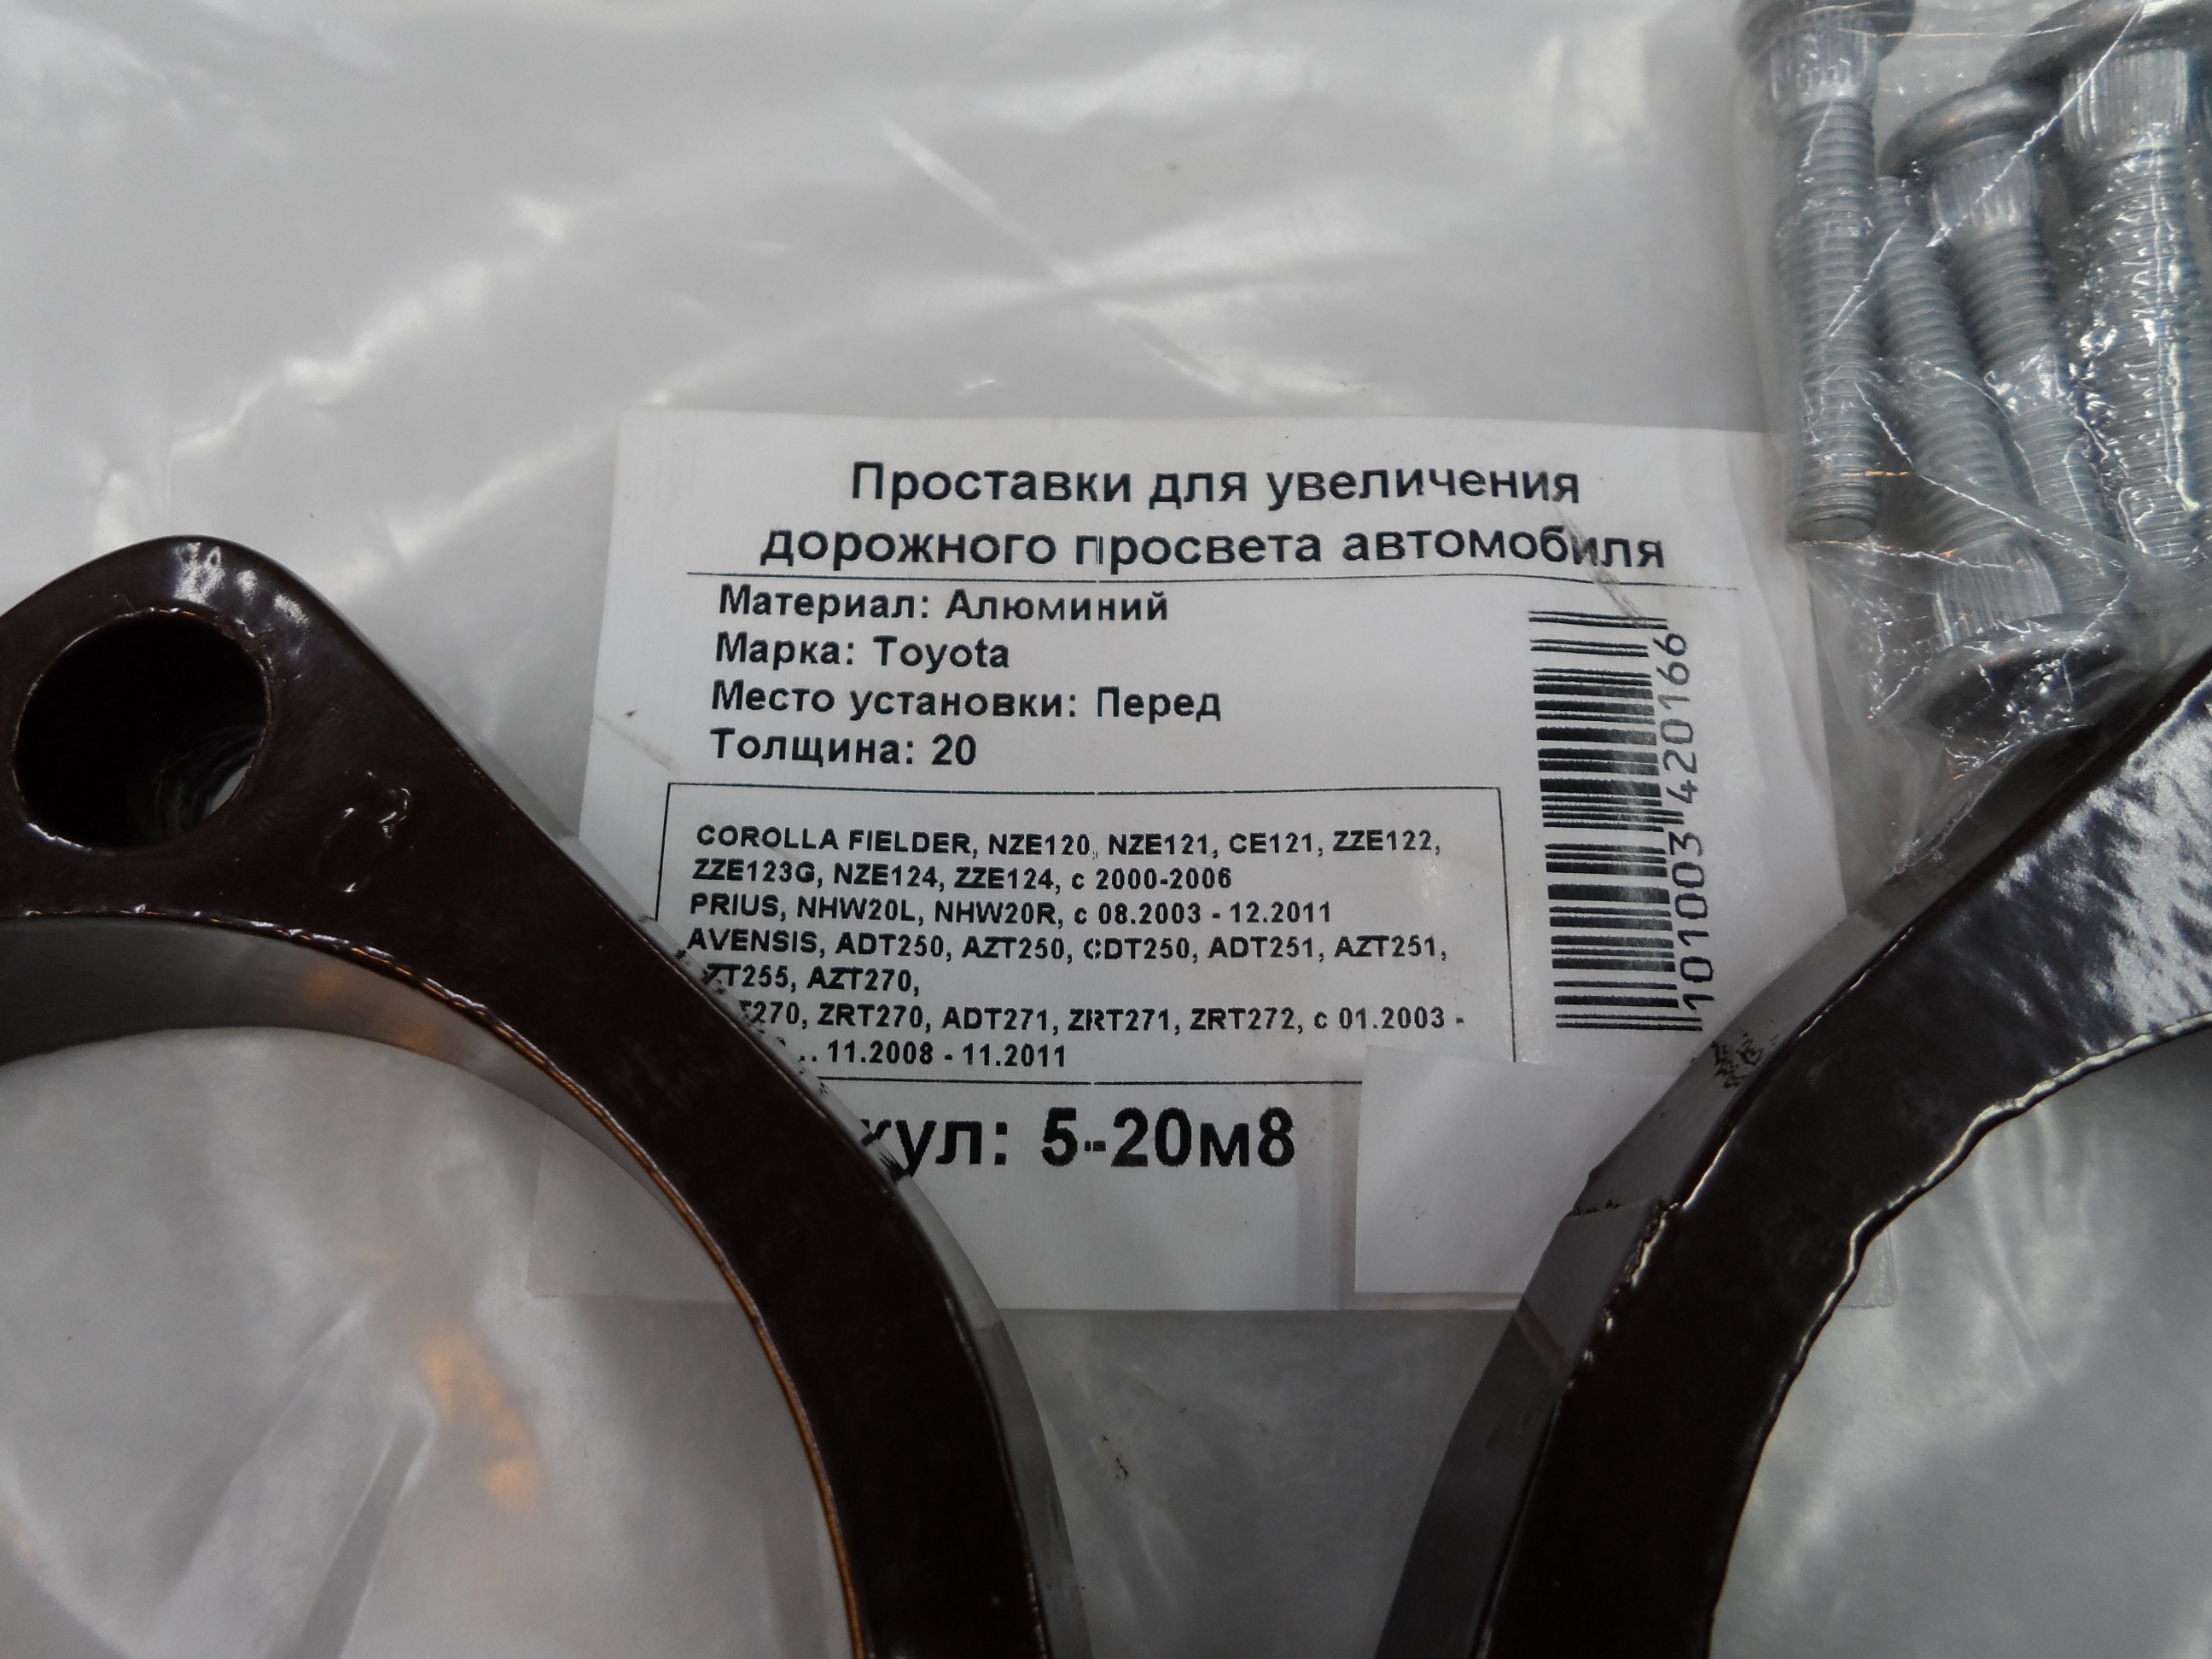 Проставки для увеличения
дорожного просвета автомобиля
Материал: Алюминий
Марка: Toyota
Место установки: Перед
Толщина: 20
101003420166
COROLLA FIELDER, NZE120, NZE121, CE121, ZZE122,
ZZE123G, NZE124, ZZE124, с 2000-2006
PRIUS, NHW20L, NHW20R, с 08.2003 - 12.2011
AVENSIS, ADT250, AZT250, CDT250, ADT251, AZT251,
AZT270,
ZRT270, ADT271, ZRT271, ZRT272, с 01.2003 -
.. 11.2008 - 11.2011
5-20м8